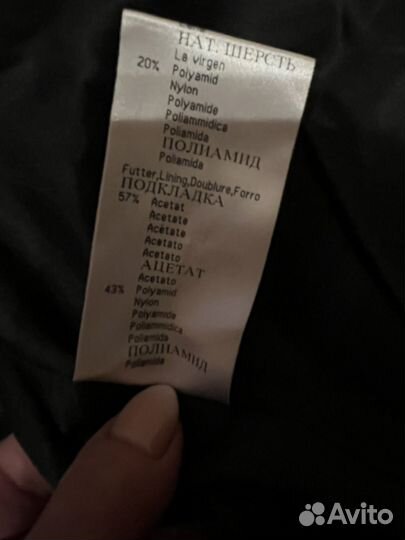 НАТ. ШЕРСТЬ
La virgen
20% Polyamid
Nylon
Polyamide
Poliammidica
Poliamida
ПОЛИАМИД
Poliamida
Futter,Lining,Doublure,Forro
ПОДКЛАДКА
57% Acetat
Acetate
Acétate
Acetato
Acetato
АЦЕТАТ
Acetato
43% Polyamid
Nylon
Polyamide
Poliammidica
Poliamida
ПОЛИАМИД
Poliamida
Avito